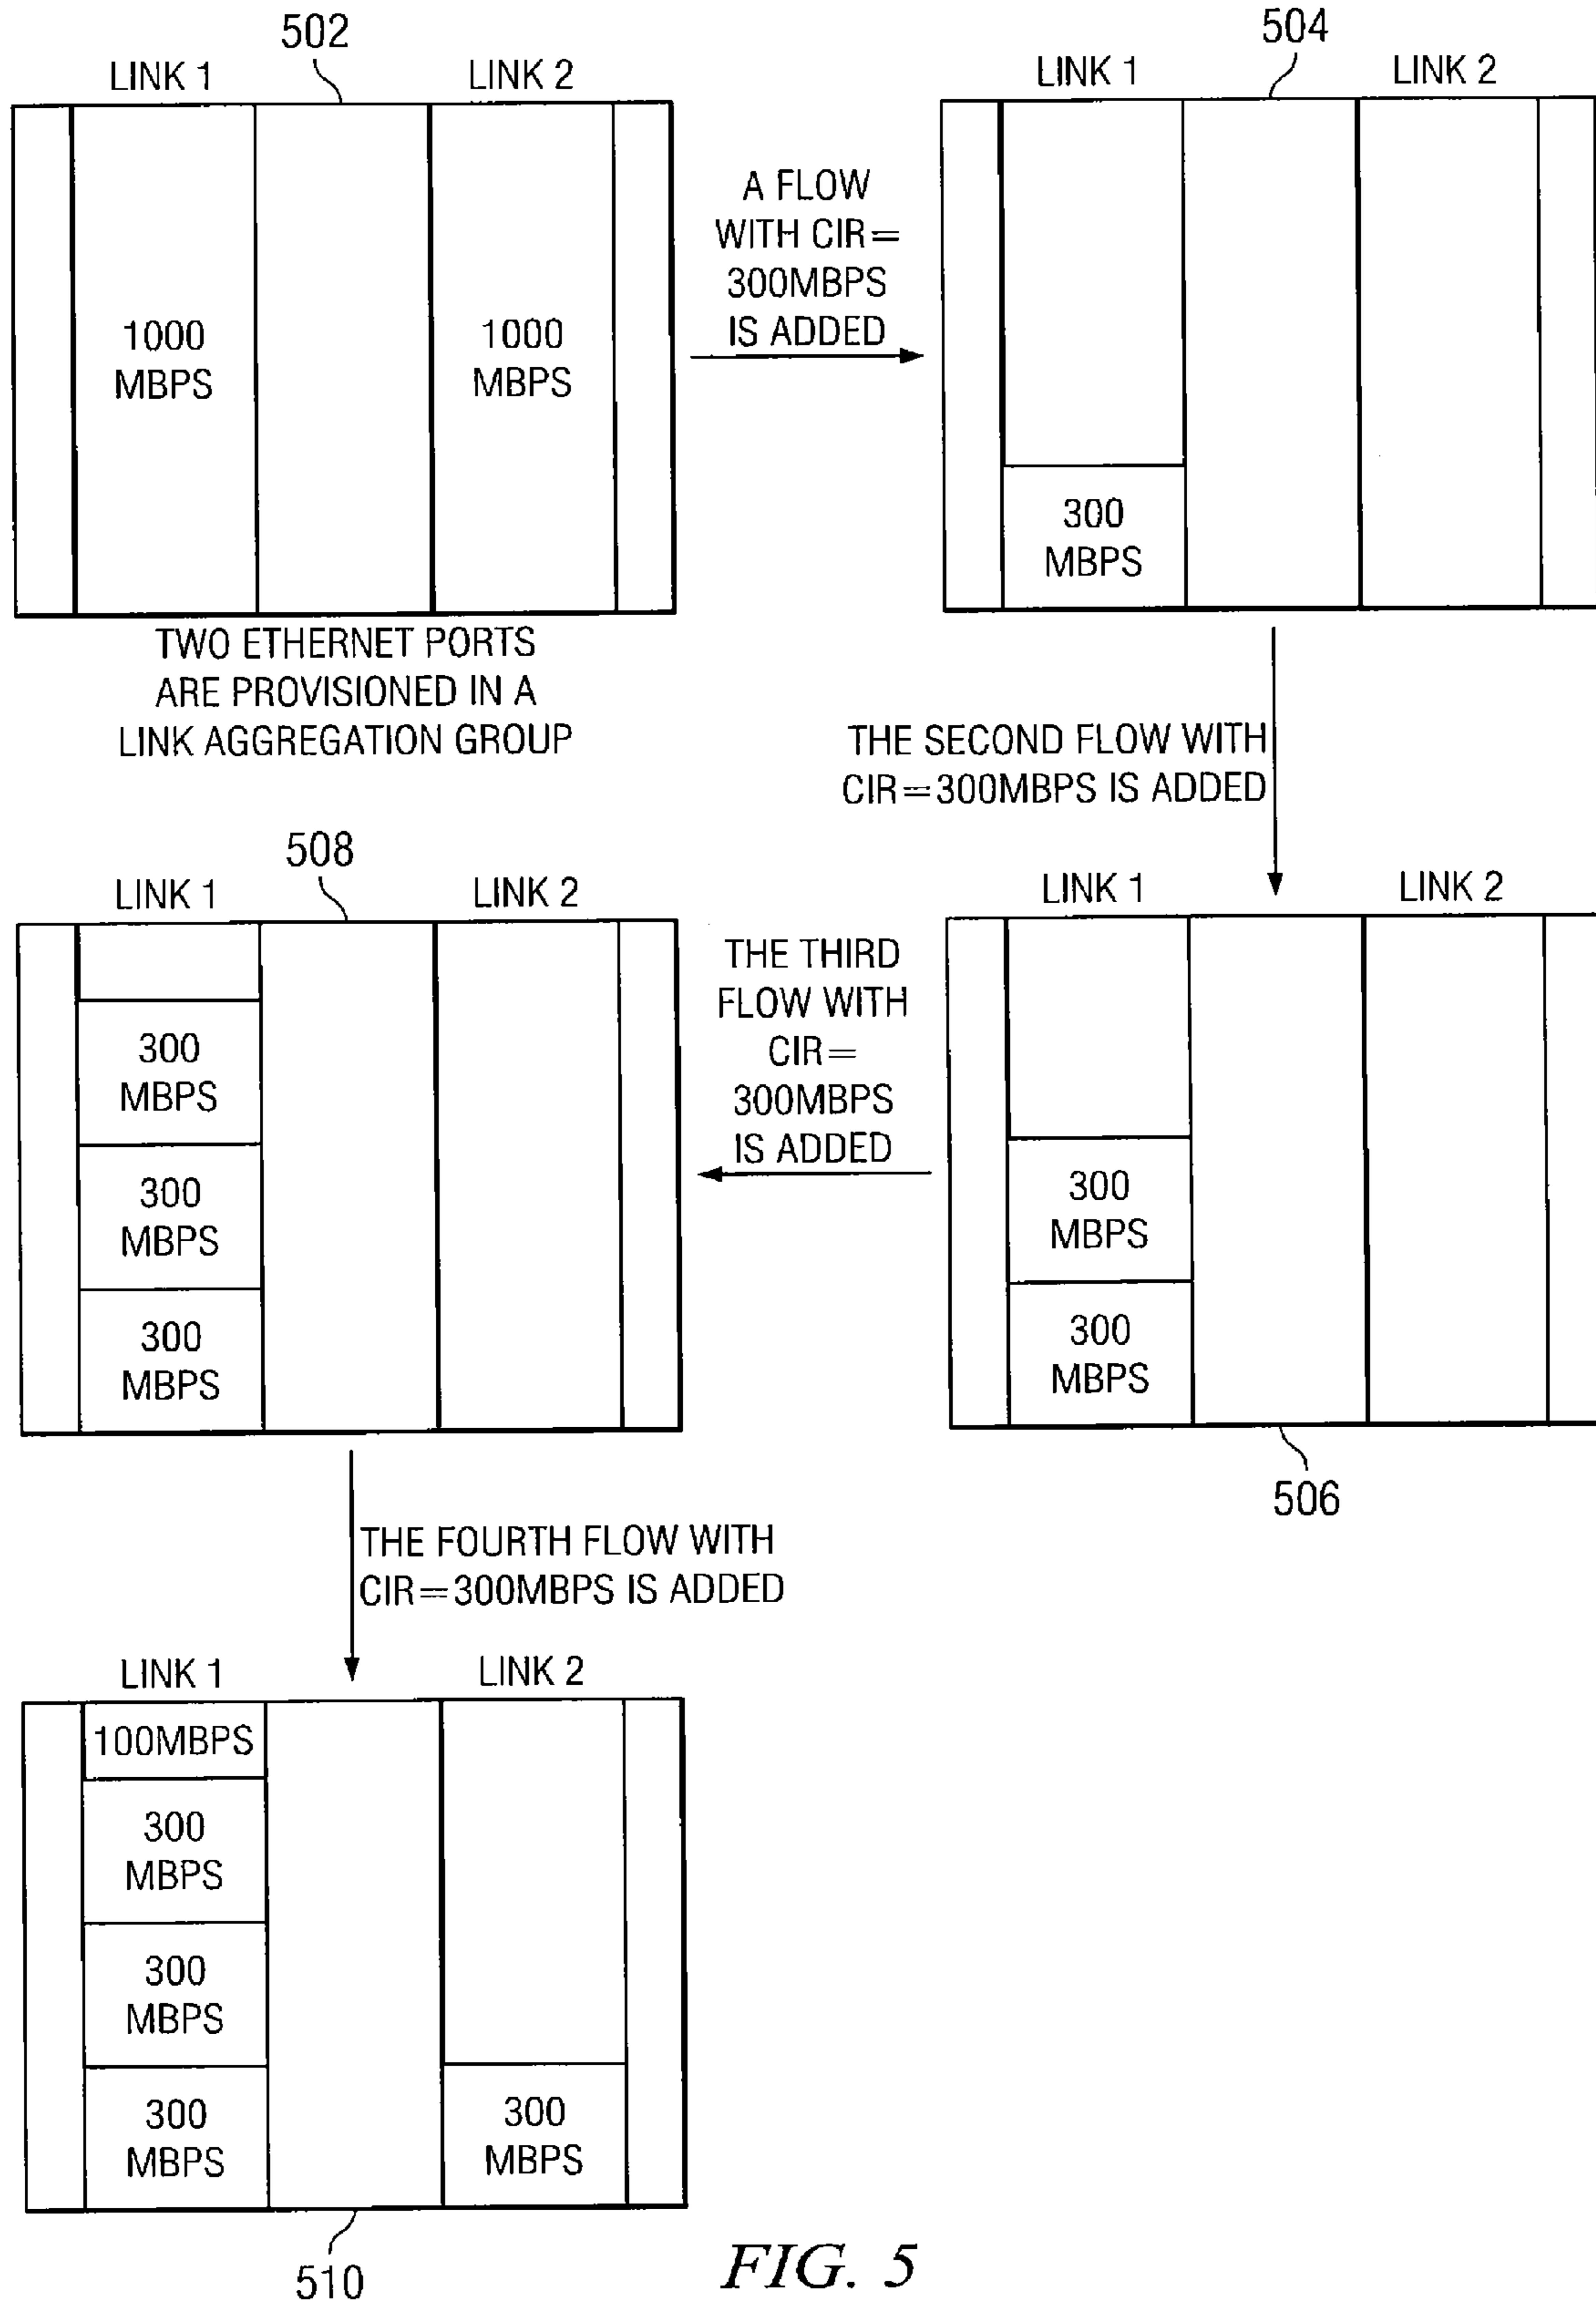 502
LINK 1
LINK 2
1000
MBPS
1000
MBPS
TWO ETHERNET PORTS
ARE PROVISIONED IN A
LINK AGGREGATION GROUP
A FLOW
WITH CIR=
300MBPS
IS ADDED
504
LINK 1
LINK 2
300
MBPS
THE SECOND FLOW WITH
CIR=300MBPS IS ADDED
LINK 1
LINK 2
300
MBPS
300
MBPS
506
THE THIRD
FLOW WITH
CIR=
300MBPS
IS ADDED
508
LINK 1
LINK 2
300
MBPS
300
MBPS
300
MBPS
THE FOURTH FLOW WITH
CIR=300MBPS IS ADDED
LINK 1
LINK 2
100MBPS
300
MBPS
300
MBPS
300
MBPS
300
MBPS
510
FIG. 5